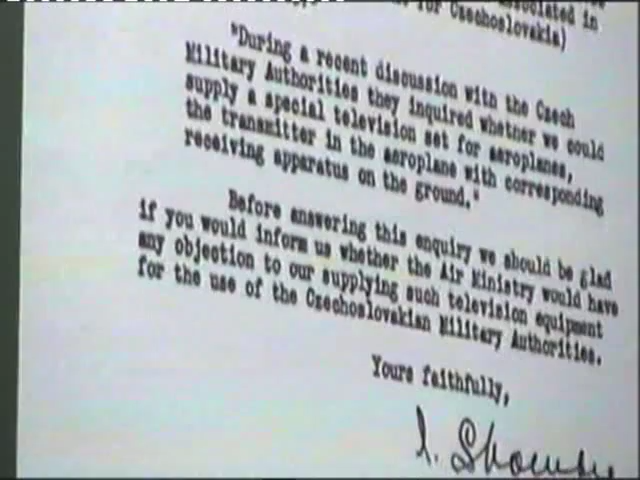 associated in
for Czechoslovakia)
"During a recent discussion with the Czech
Military Authorities they inquired whether we could
supply a special television set for aeroplanes,
the transmitter in the aeroplane with corresponding
receiving apparatus on the ground."
Before answering this enquiry we should be glad
if you would inform us whether the Air Ministry would have
any objection to our supplying such television equipment
for the use of the Czechoslovakian Military Authorities.
Yours faithfully,